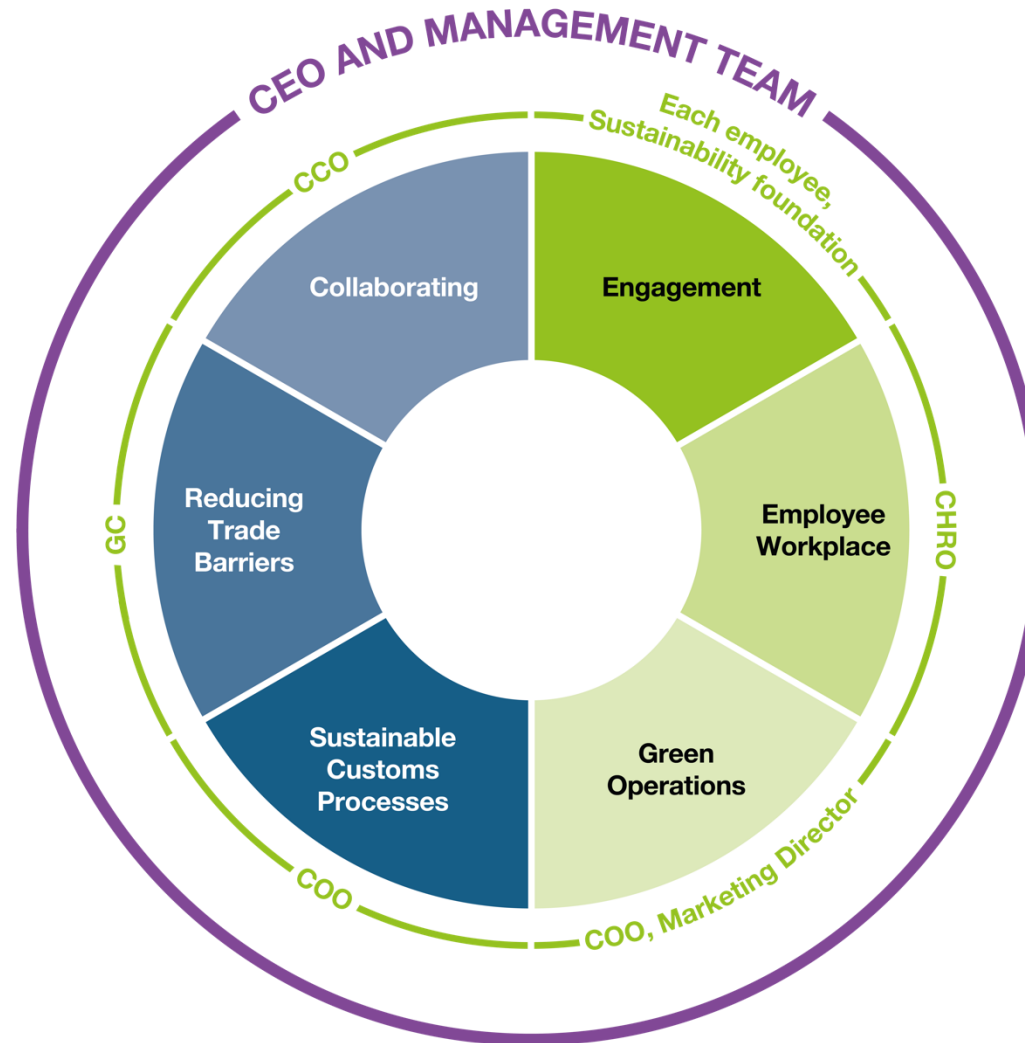 CEO AND MANAGEMENT TEAM
Each employee,
Sustainability foundation
CCO
Collaborating
Engagement
Reducing
Trade
Barriers
GC
Employee
Workplace
CHRO
Sustainable
Customs
Processes
Green
Operations
COO
COO, Marketing Director